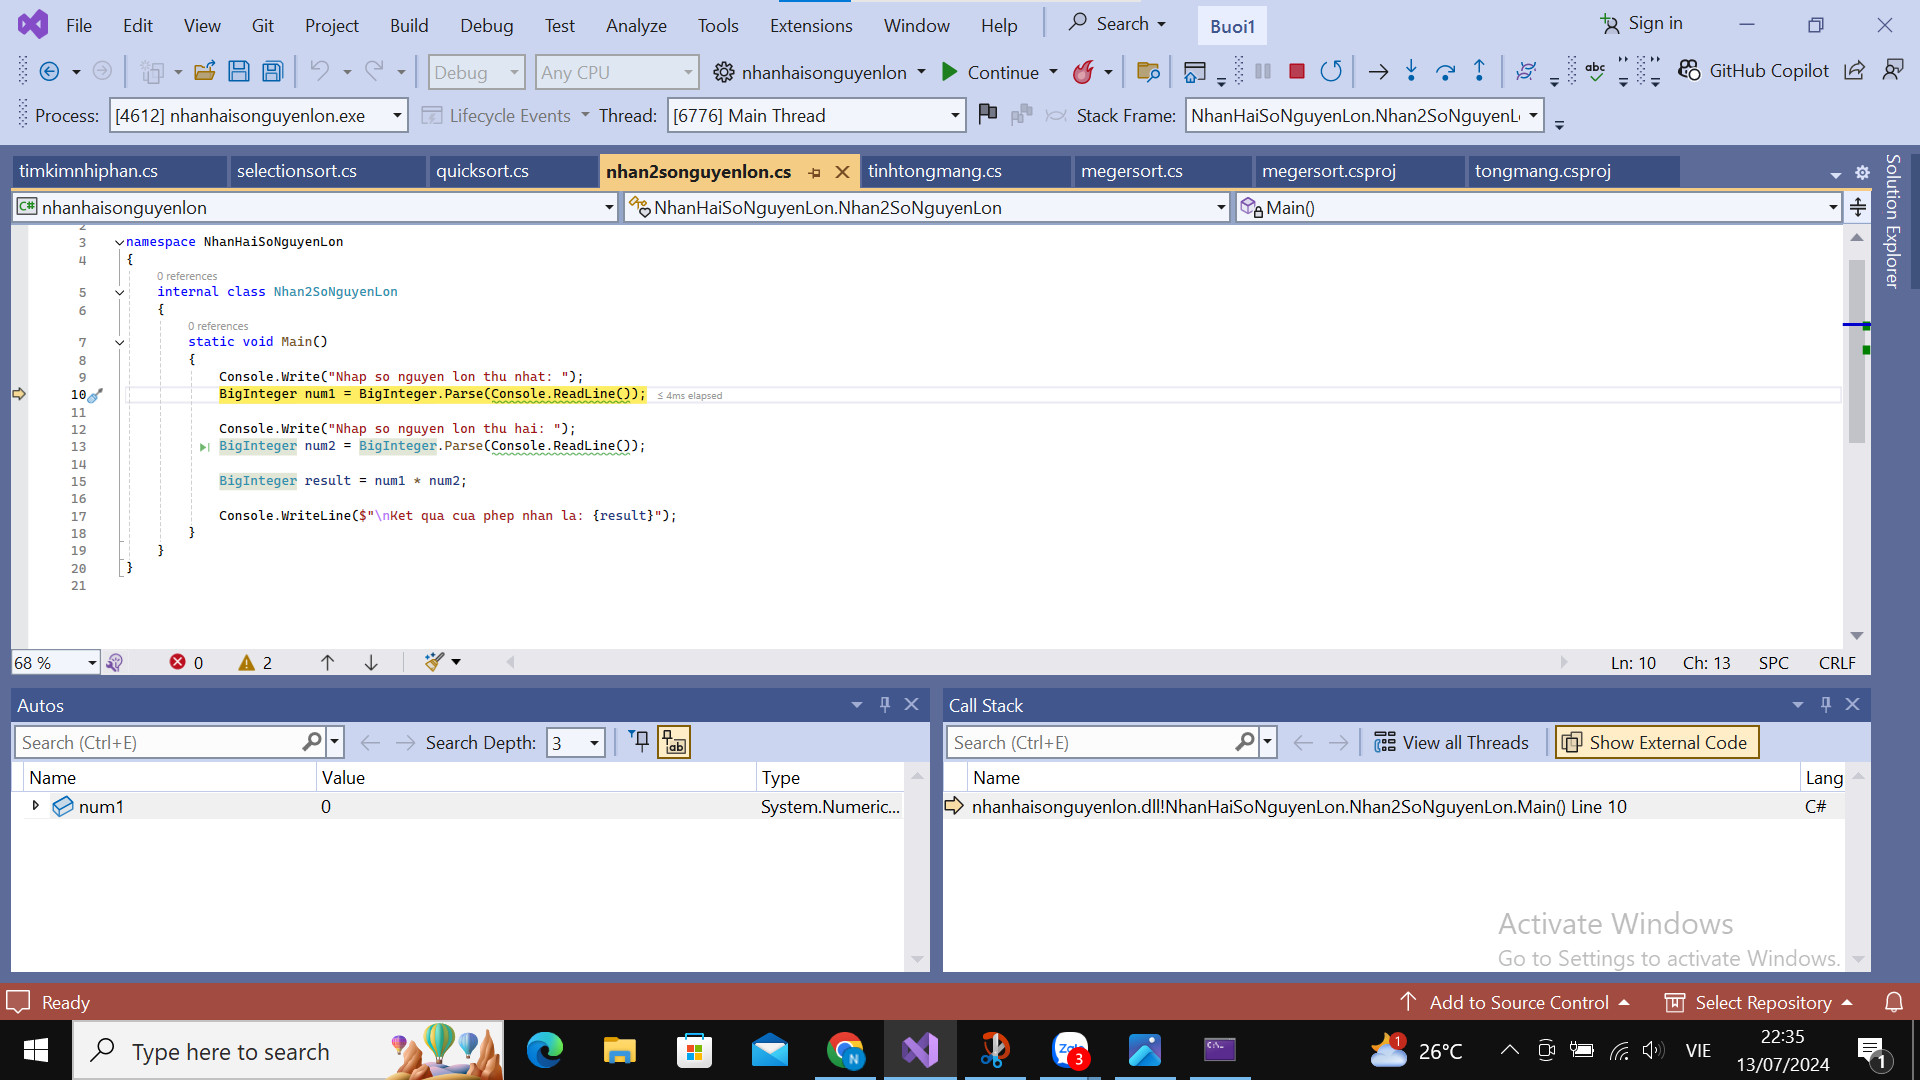 File Edit View Git Project Build Debug Test Analyze Tools Extensions Window Help Search Buoi1 Sign in
Debug Any CPU nhanhaisonguyenlon Continue abc GitHub Copilot
Process: [4612] nhanhaisonguyenlon.exe Lifecycle Events Thread: [6776] Main Thread Stack Frame: NhanHaiSoNguyenLon.Nhan2SoNguyenL
timkimnhiphan.cs selectionsort.cs quicksort.cs nhan2songuyenlon.cs tinhtongmang.cs megersort.cs megersort.csproj tongmang.csproj
Solution Explorer
C# nhanhaisonguyenlon NhanHaiSoNguyenLon.Nhan2SoNguyenLon Main()
2
3 namespace NhanHaiSoNguyenLon
4 {
0 references
5 internal class Nhan2SoNguyenLon
6 {
0 references
7 static void Main()
8 {
9 Console.Write("Nhap so nguyen lon thu nhat: ");
10 BigInteger num1 = BigInteger.Parse(Console.ReadLine()); ≤ 4ms elapsed
11
12 Console.Write("Nhap so nguyen lon thu hai: ");
13 BigInteger num2 = BigInteger.Parse(Console.ReadLine());
14
15 BigInteger result = num1 * num2;
16
17 Console.WriteLine($"\nKet qua cua phep nhan la: {result}");
18 }
19 }
20 }
21
68 % 0 2 Ln: 10 Ch: 13 SPC CRLF
Autos
Search (Ctrl+E) Search Depth: 3 ab
Name Value Type
num1 0 System.Numeric...
Call Stack
Search (Ctrl+E) View all Threads Show External Code
Name Lang
nhanhaisonguyenlon.dll!NhanHaiSoNguyenLon.Nhan2SoNguyenLon.Main() Line 10 C#
Activate Windows
Go to Settings to activate Windows.
Ready Add to Source Control Select Repository
Type here to search N Zalo 3 C:\ 1 26°C VIE 22:35
13/07/2024 1